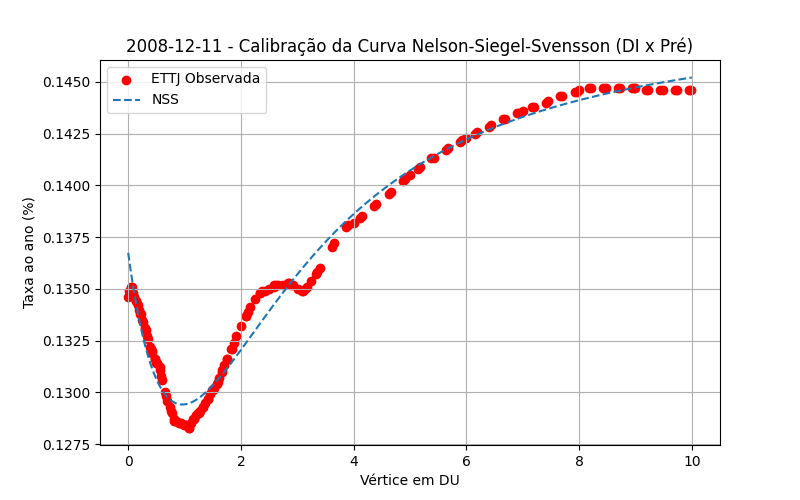 2008-12-11 - Calibração da Curva Nelson-Siegel-Svensson (DI x Pré)
ETTJ Observada
NSS
Taxa ao ano (%)
0.1450
0.1425
0.1400
0.1375
0.1350
0.1325
0.1300
0.1275
0 2 4 6 8 10
Vértice em DU